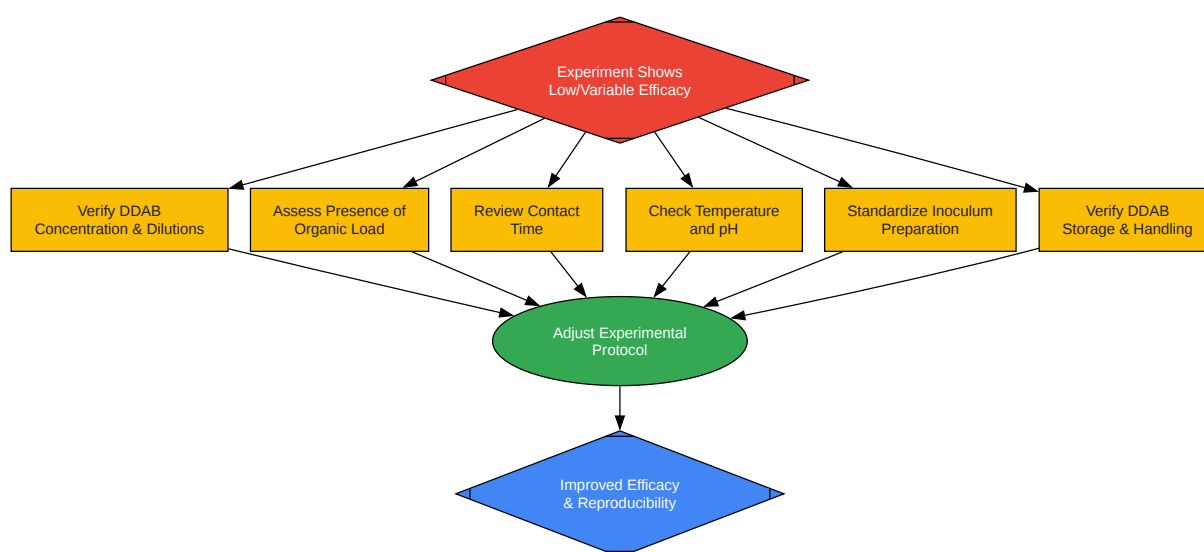 Experiment Shows
Low/Variable Efficacy
Verify DDAB
Concentration & Dilutions
Assess Presence of
Organic Load
Review Contact
Time
Check Temperature
and pH
Standardize Inoculum
Preparation
Verify DDAB
Storage & Handling
Adjust Experimental
Protocol
Improved Efficacy
& Reproducibility